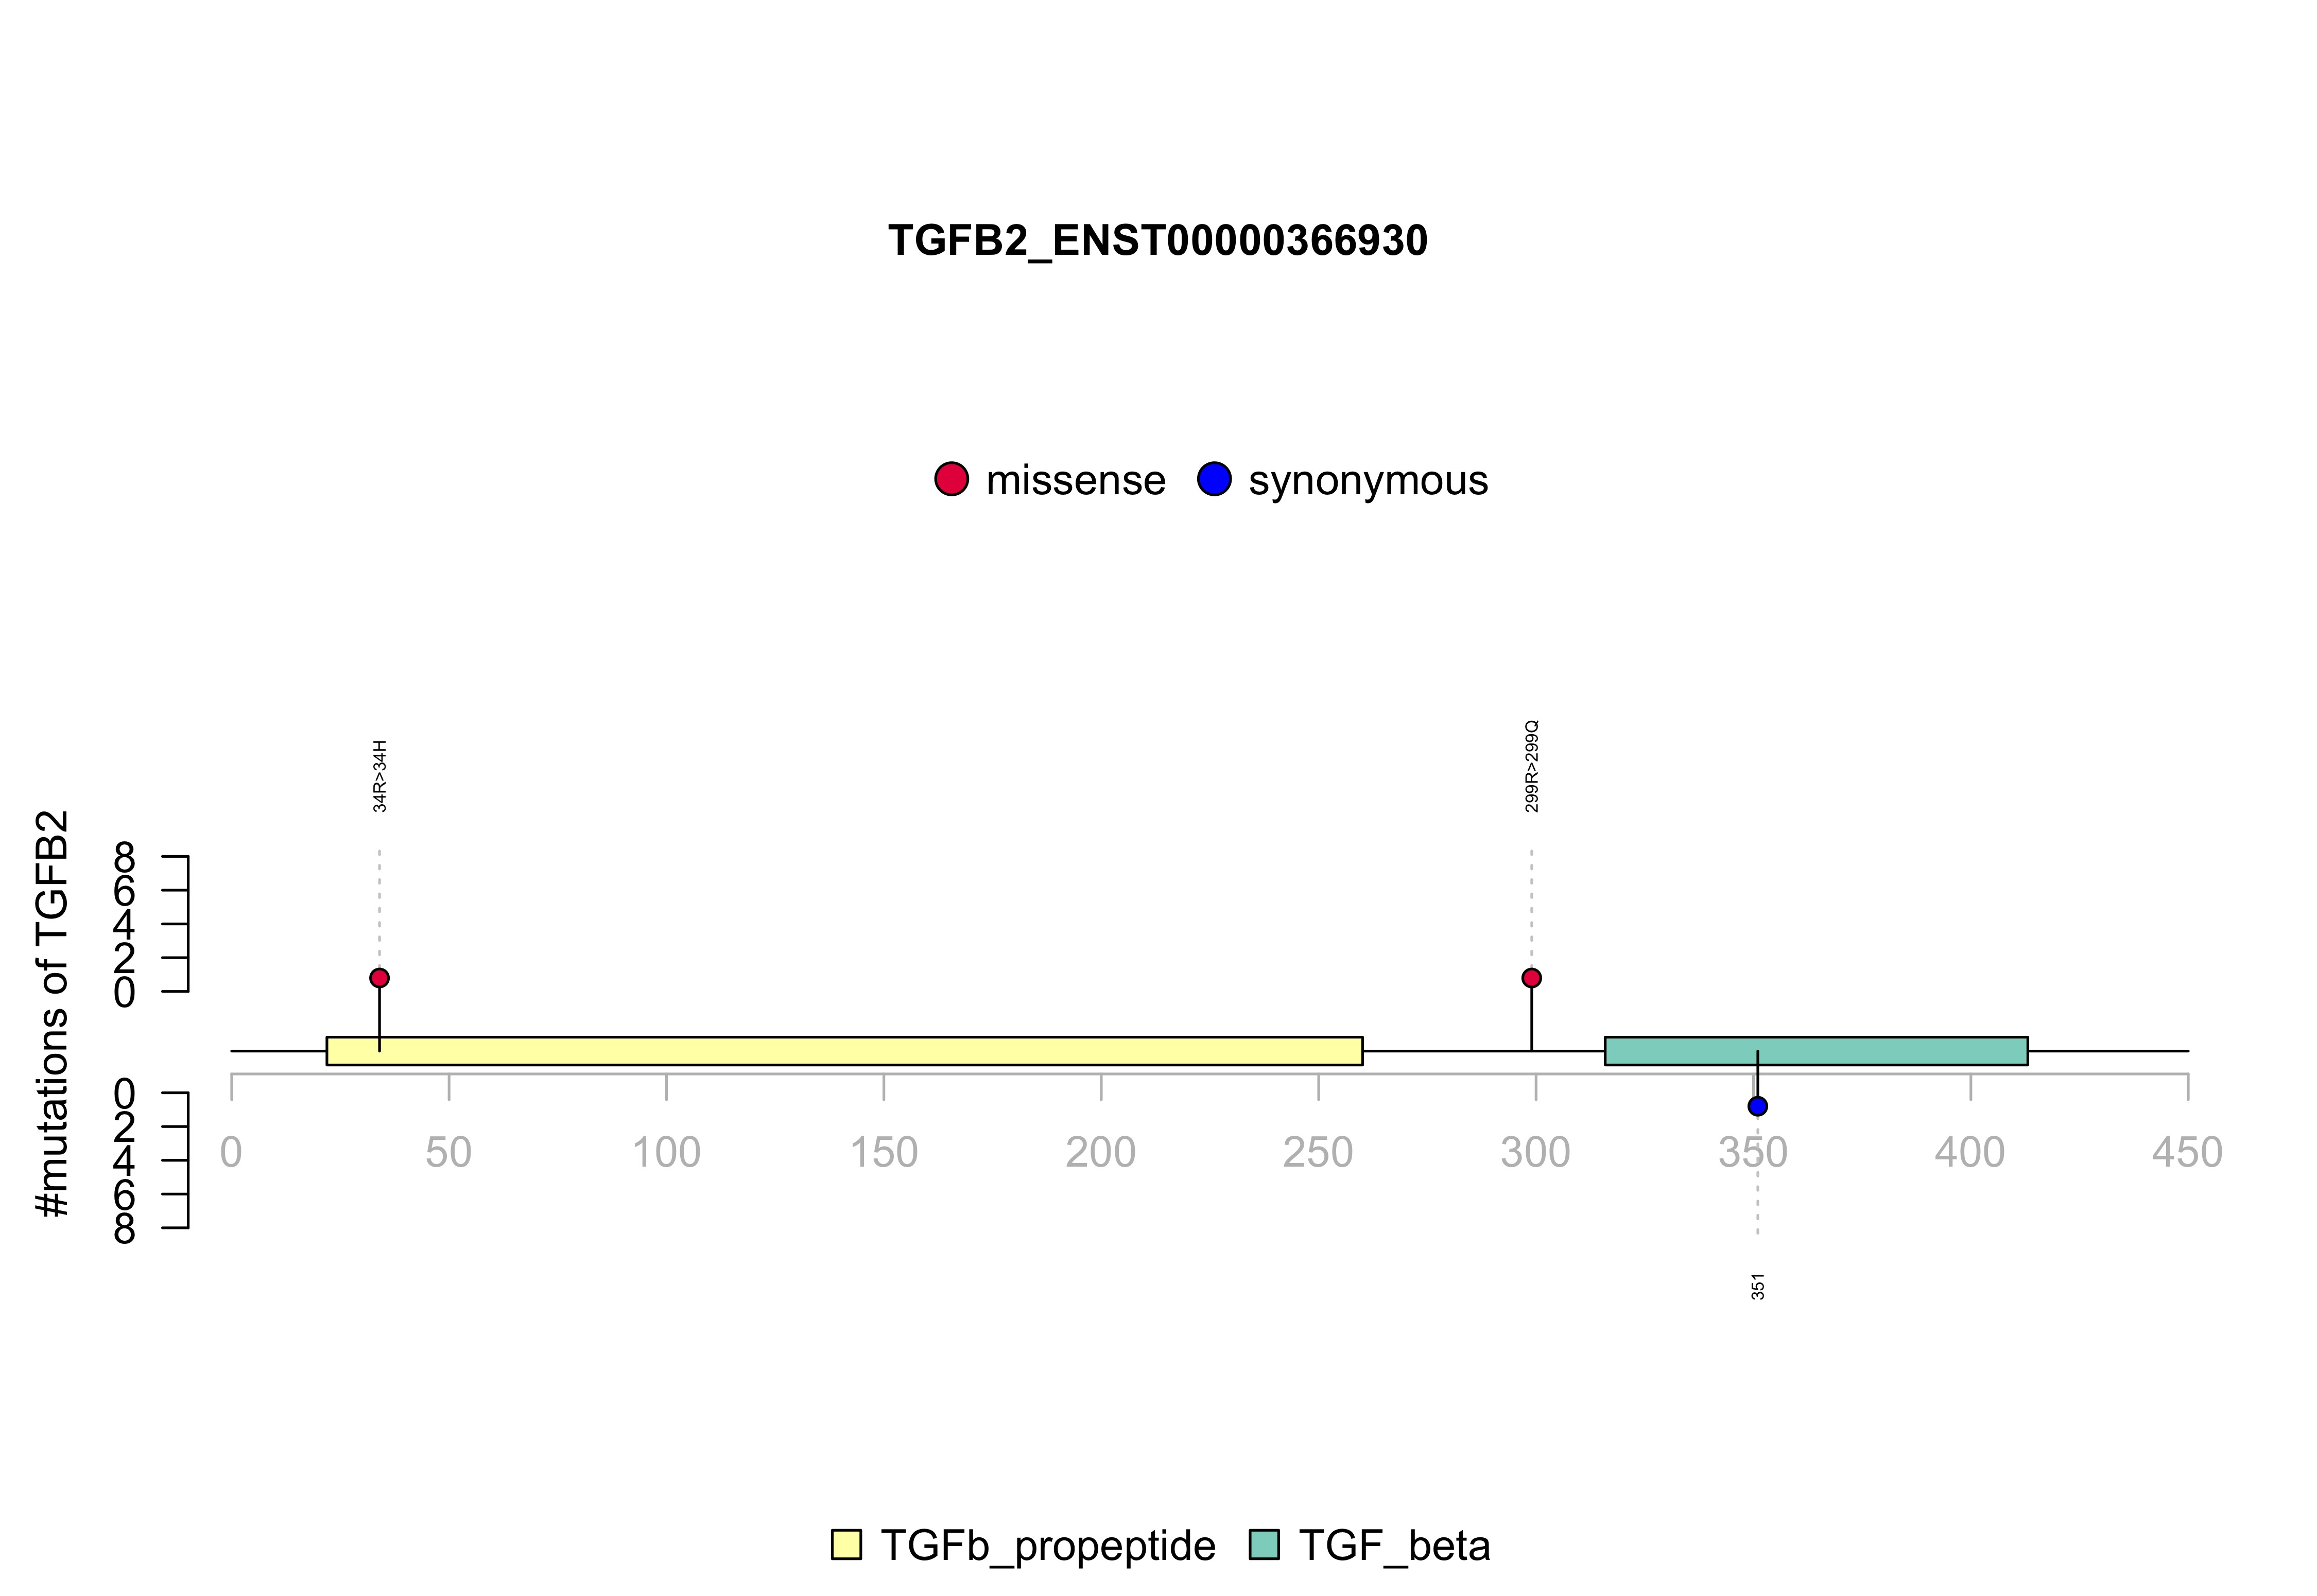 TGFB2_ENST00000366930
missense synonymous
34R>34H 299R>299Q
#mutations of TGFB2
8
6
4
2
0
0
2
4
6
8
0 50 100 150 200 250 300 350 400 450
351
TGFb_propeptide TGF_beta